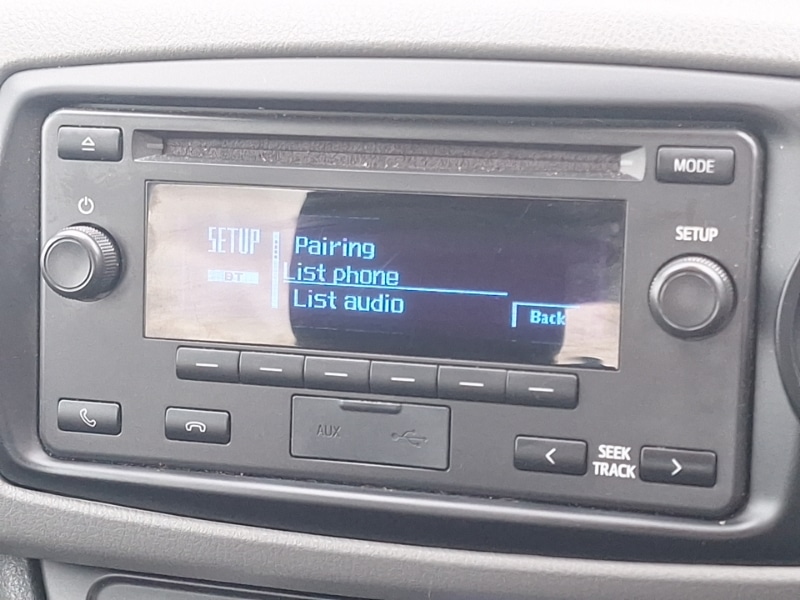 MODE
SETUP
SETUP
BT
Pairing
List phone
List audio
Back
AUX
SEEK
TRACK